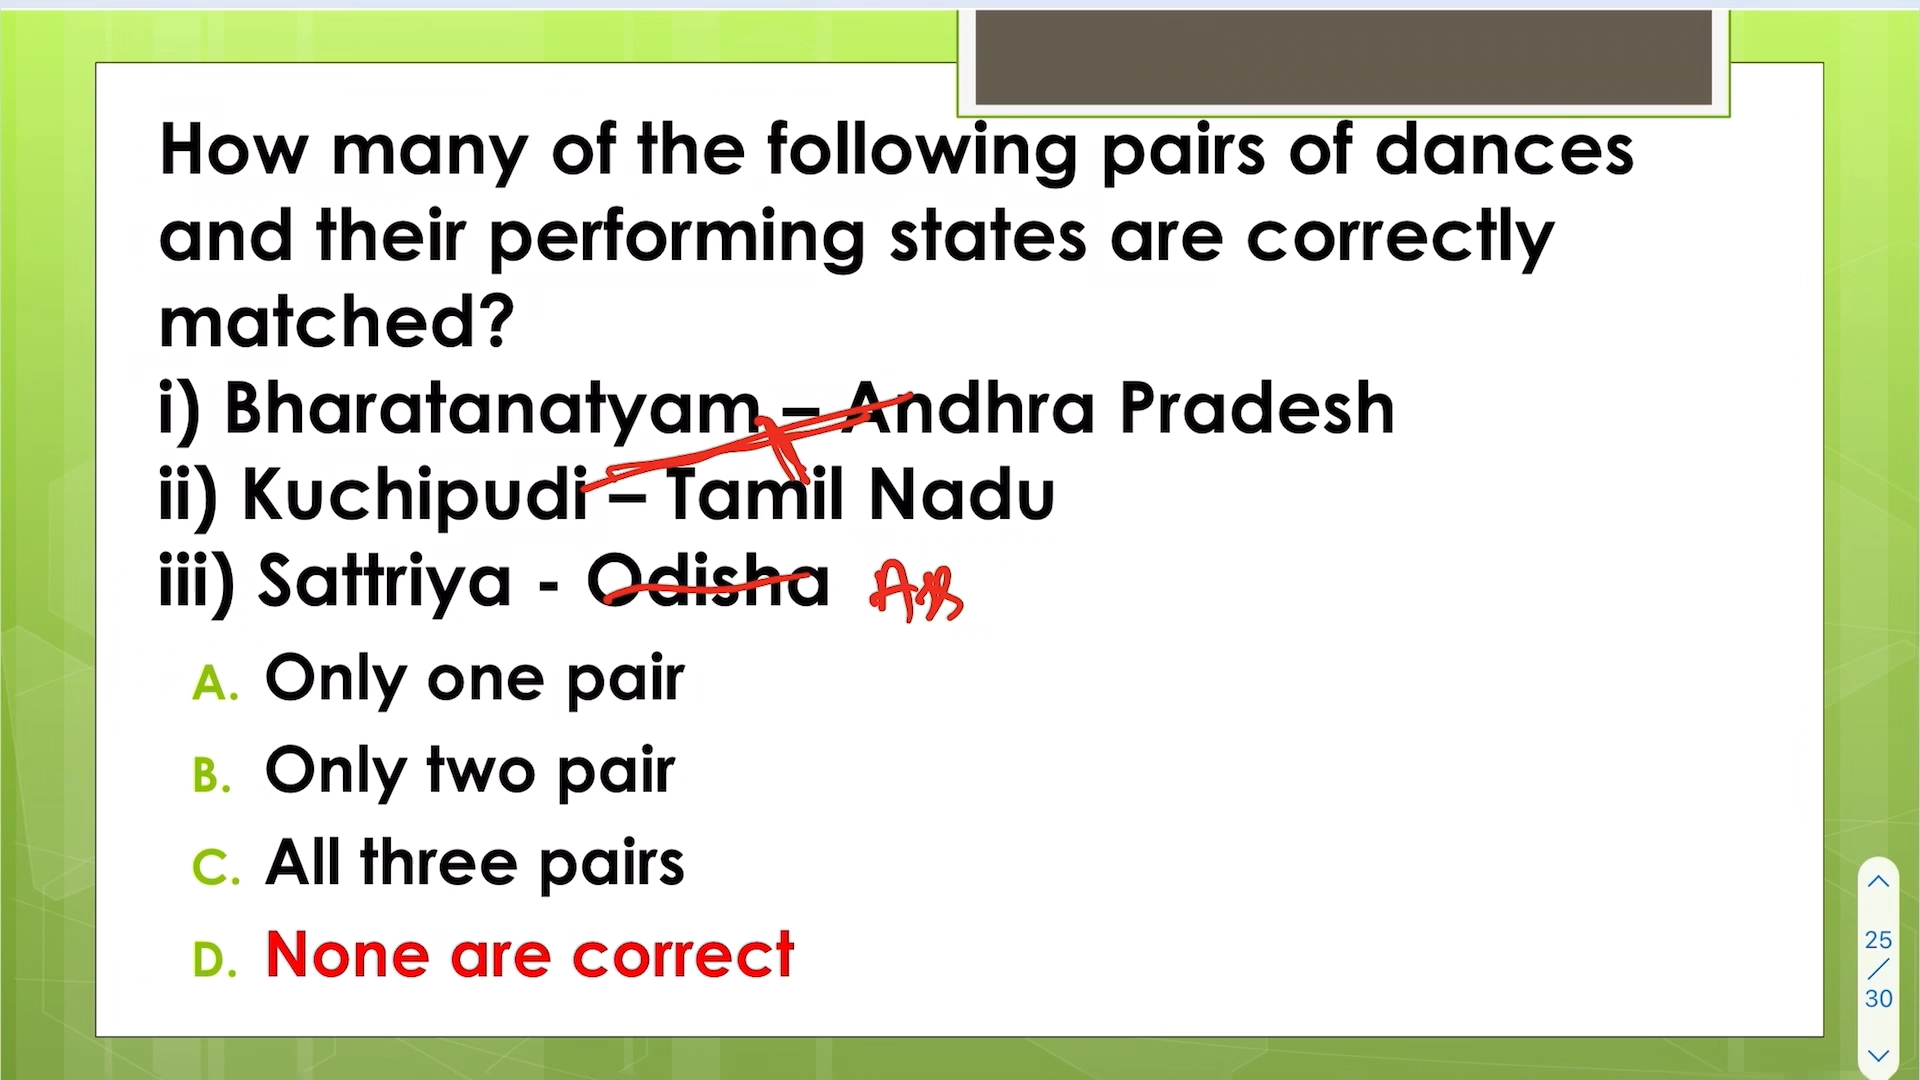 How many of the following pairs of dances
and their performing states are correctly
matched?
i) Bharatanatyam – Andhra Pradesh
ii) Kuchipudi – Tamil Nadu
iii) Sattriya - Odisha Ass
A. Only one pair
B. Only two pair
C. All three pairs
D. None are correct
25
/
30